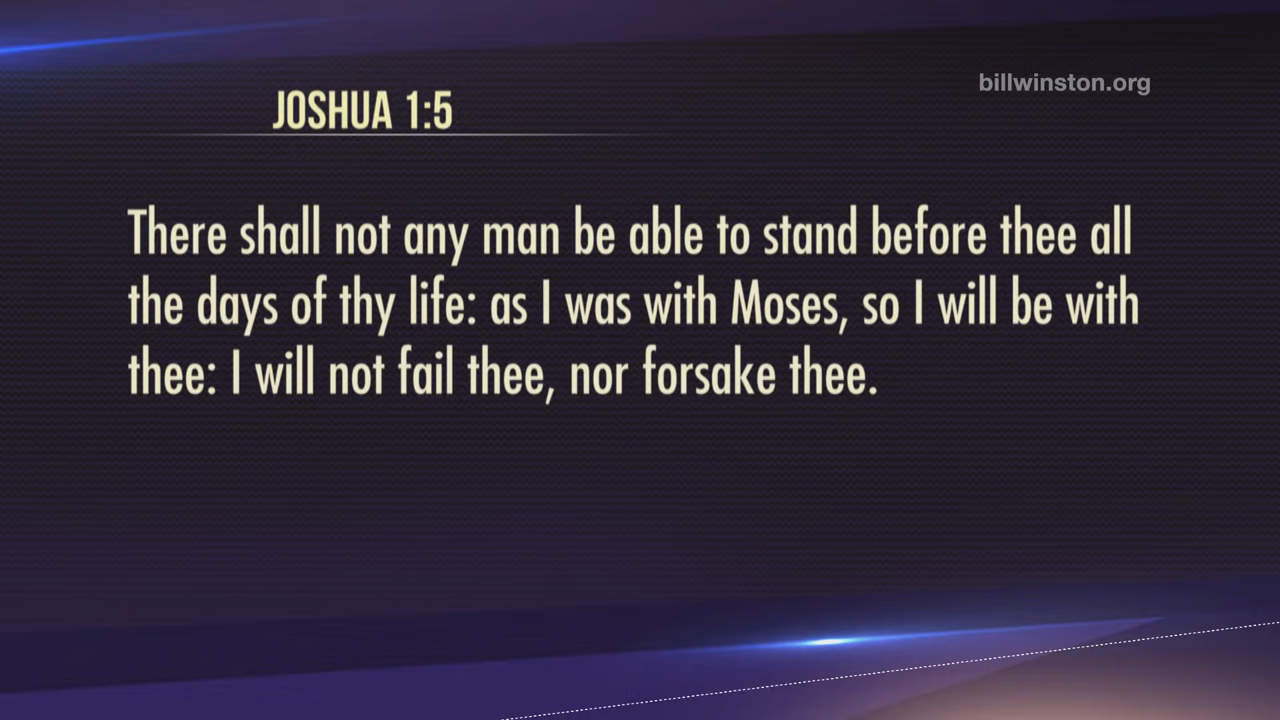 billwinston.org
JOSHUA 1:5
There shall not any man be able to stand before thee all
the days of thy life: as I was with Moses, so I will be with
thee: I will not fail thee, nor forsake thee.